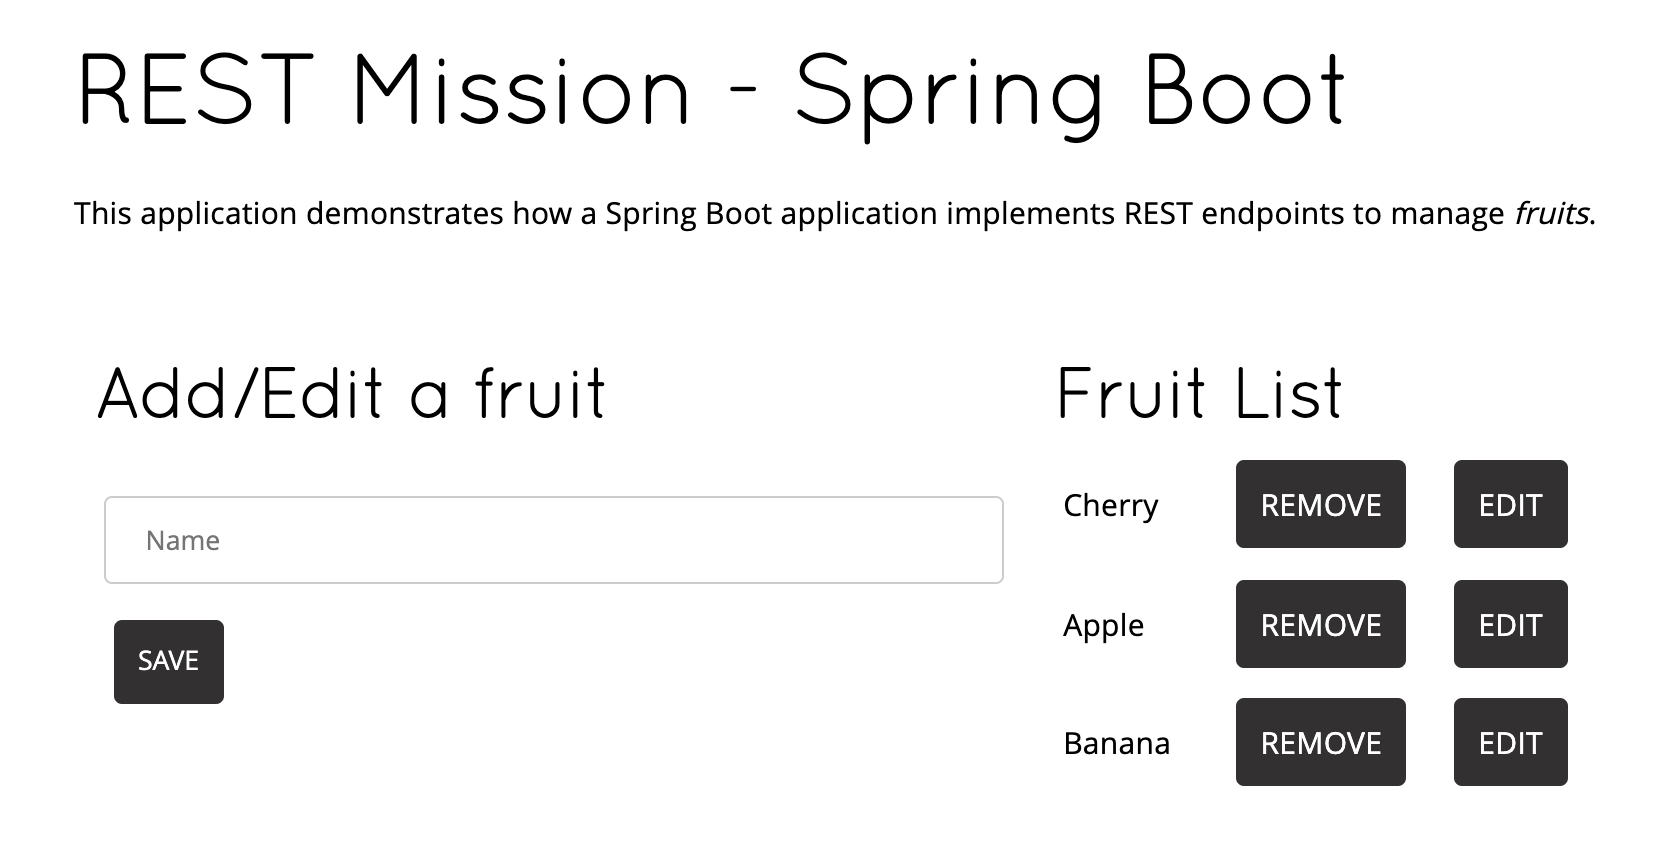 REST Mission - Spring Boot
This application demonstrates how a Spring Boot application implements REST endpoints to manage fruits.
Add/Edit a fruit
Name
SAVE
Fruit List
Cherry REMOVE EDIT
Apple REMOVE EDIT
Banana REMOVE EDIT